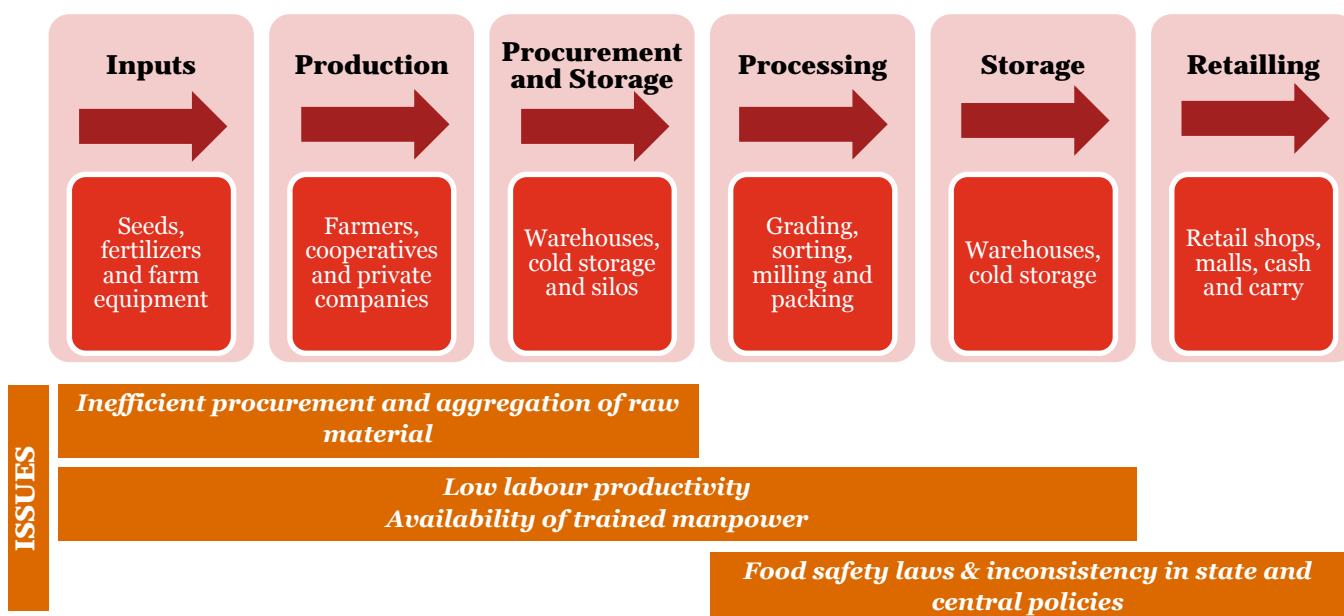 Inputs
Seeds,
fertilizers
and farm
equipment
Production
Farmers,
cooperatives
and private
companies
Procurement
and Storage
Warehouses,
cold storage
and silos
Processing
Grading,
sorting,
milling and
packing
Storage
Warehouses,
cold storage
Retailling
Retail shops,
malls, cash
and carry
ISSUES
Inefficient procurement and aggregation of raw
material
Low labour productivity
Availability of trained manpower
Food safety laws & inconsistency in state and
central policies